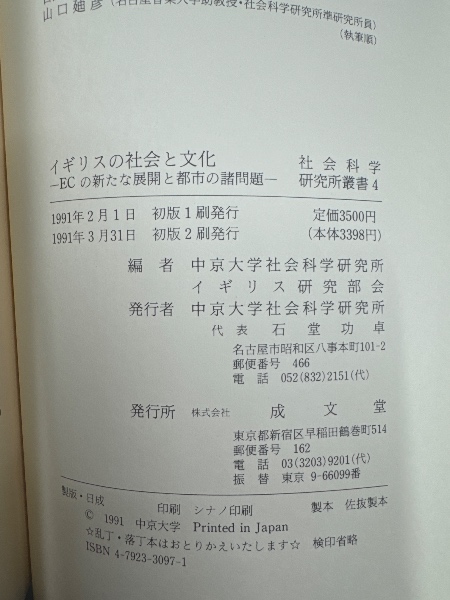 山口廸彦(名古屋音楽大学助教授・社会科学研究所準研究所員)
(執筆順)
イギリスの社会と文化 社会科学
―ECの新たな展開と都市の諸問題― 研究所叢書4
1991年2月1日 初版1刷発行 定価3500円
1991年3月31日 初版2刷発行 (本体3398円)
編者 中京大学社会科学研究所
イギリス研究部会
発行者 中京大学社会科学研究所
代表 石堂功卓
名古屋市昭和区八事本町101-2
郵便番号 466
電話 052(832)2151(代)
発行所 株式会社 成文堂
東京都新宿区早稲田鶴巻町514
郵便番号 162
電話 03(3203)9201(代)
振替 東京 9-66099番
製版・日成 印刷 シナノ印刷 製本 佐抜製本
© 1991 中京大学 Printed in Japan
☆乱丁・落丁本はおとりかえいたします☆ 検印省略
ISBN 4-7923-3097-1